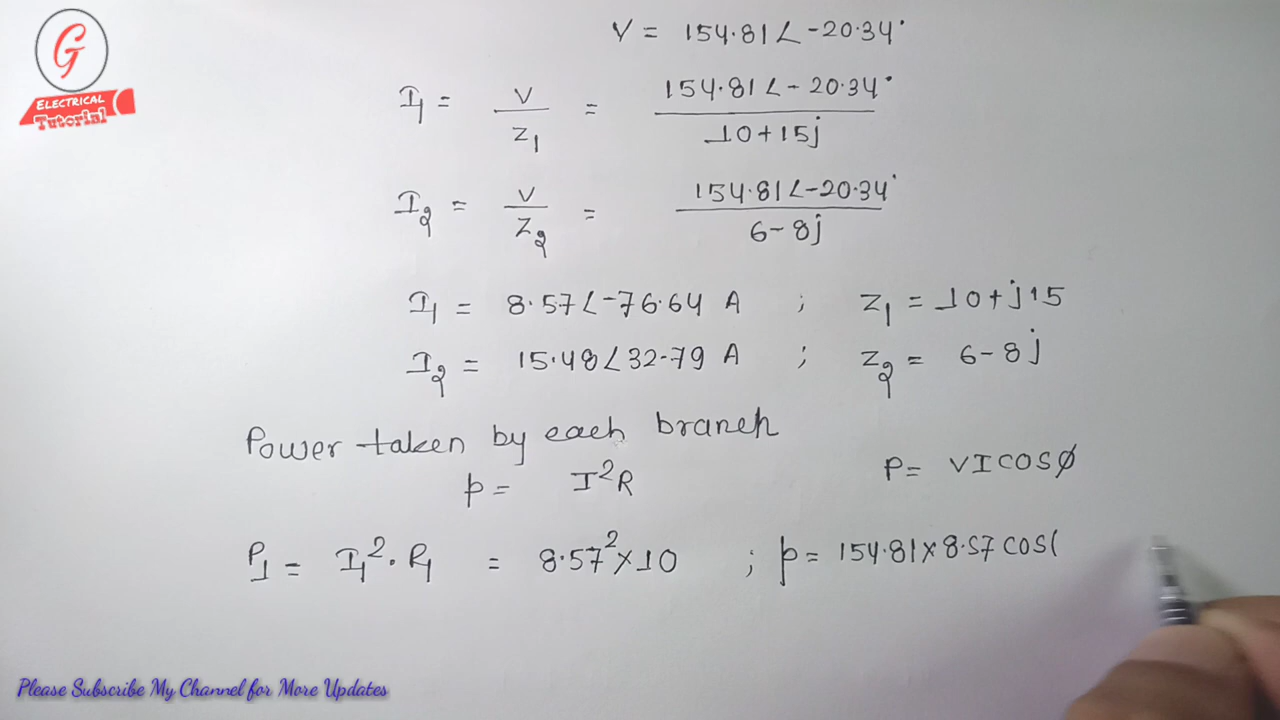 G
ELECTRICAL
Tutorial
V = 154.81∠-20.34°
I1 = V/Z1 = 154.81∠-20.34°/10+15j
I2 = V/Z2 = 154.81∠-20.34°/6-8j
I1 = 8.57∠-76.64 A ; Z1 = 10+j15
I2 = 15.48∠32.79 A ; Z2 = 6-8j
Power taken by each branch
p = I²R P = VICOSϕ
P1 = I1². R1 = 8.57²×10 ; p = 154.81×8.57 cos(
Please Subscribe My Channel for More Updates